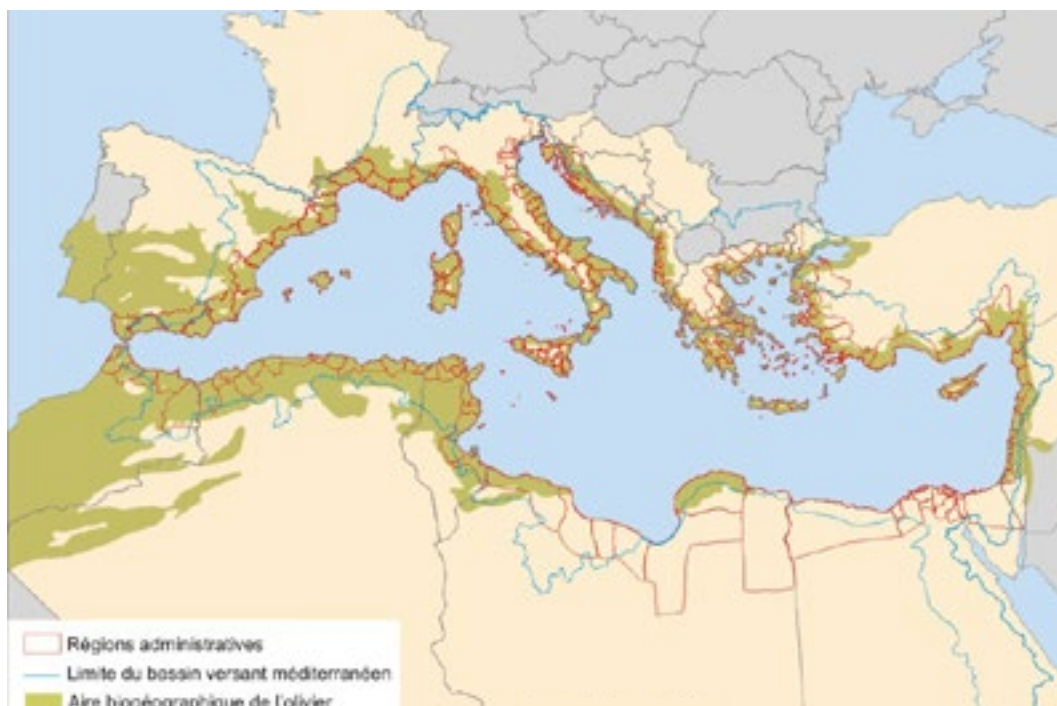 Régions administratives
Limite du bassin versant méditerranéen
Aire biogéographique de l'olivier